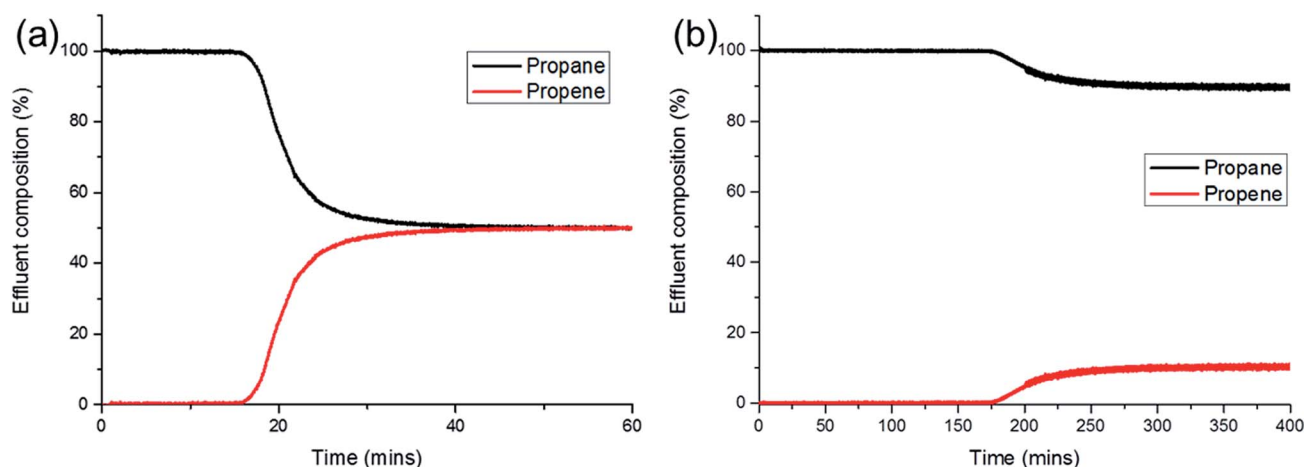 (a)
Effluent composition (%)
100
80
60
40
20
0
Propane
Propene
0 20 40 60
Time (mins)
(b)
Effluent composition (%)
100
80
60
40
20
0
Propane
Propene
0 50 100 150 200 250 300 350 400
Time (mins)